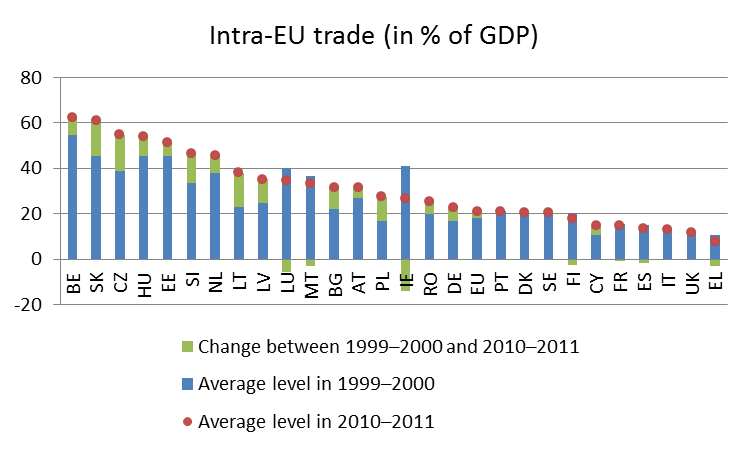 Intra-EU trade (in % of GDP)
80
60
40
20
0
-20
BE SK CZ HU EE SI NL LT LV LU MT BG AT PL IE RO DE EU PT DK SE FI CY FR ES IT UK EL
Change between 1999–2000 and 2010–2011
Average level in 1999–2000
Average level in 2010–2011